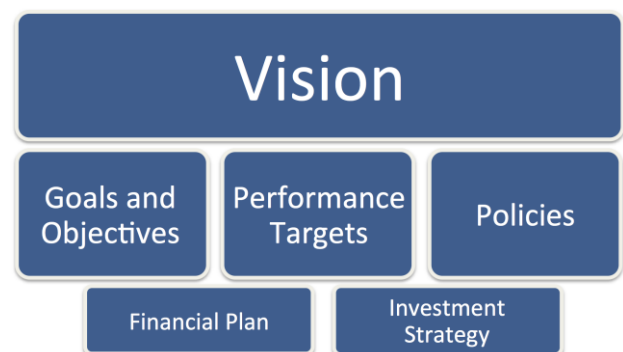 Vision
Goals and
Objectives
Performance
Targets
Policies
Financial Plan
Investment
Strategy